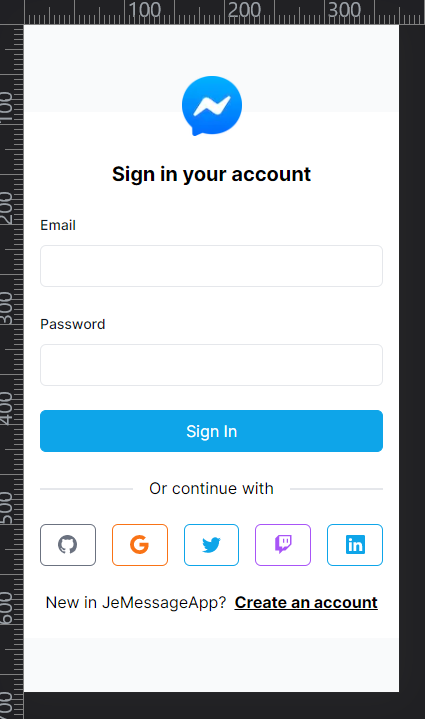 100 200 300
100
200
300
400
500
600
700
Sign in your account
Email
Password
Sign In
Or continue with
New in JeMessageApp? Create an account